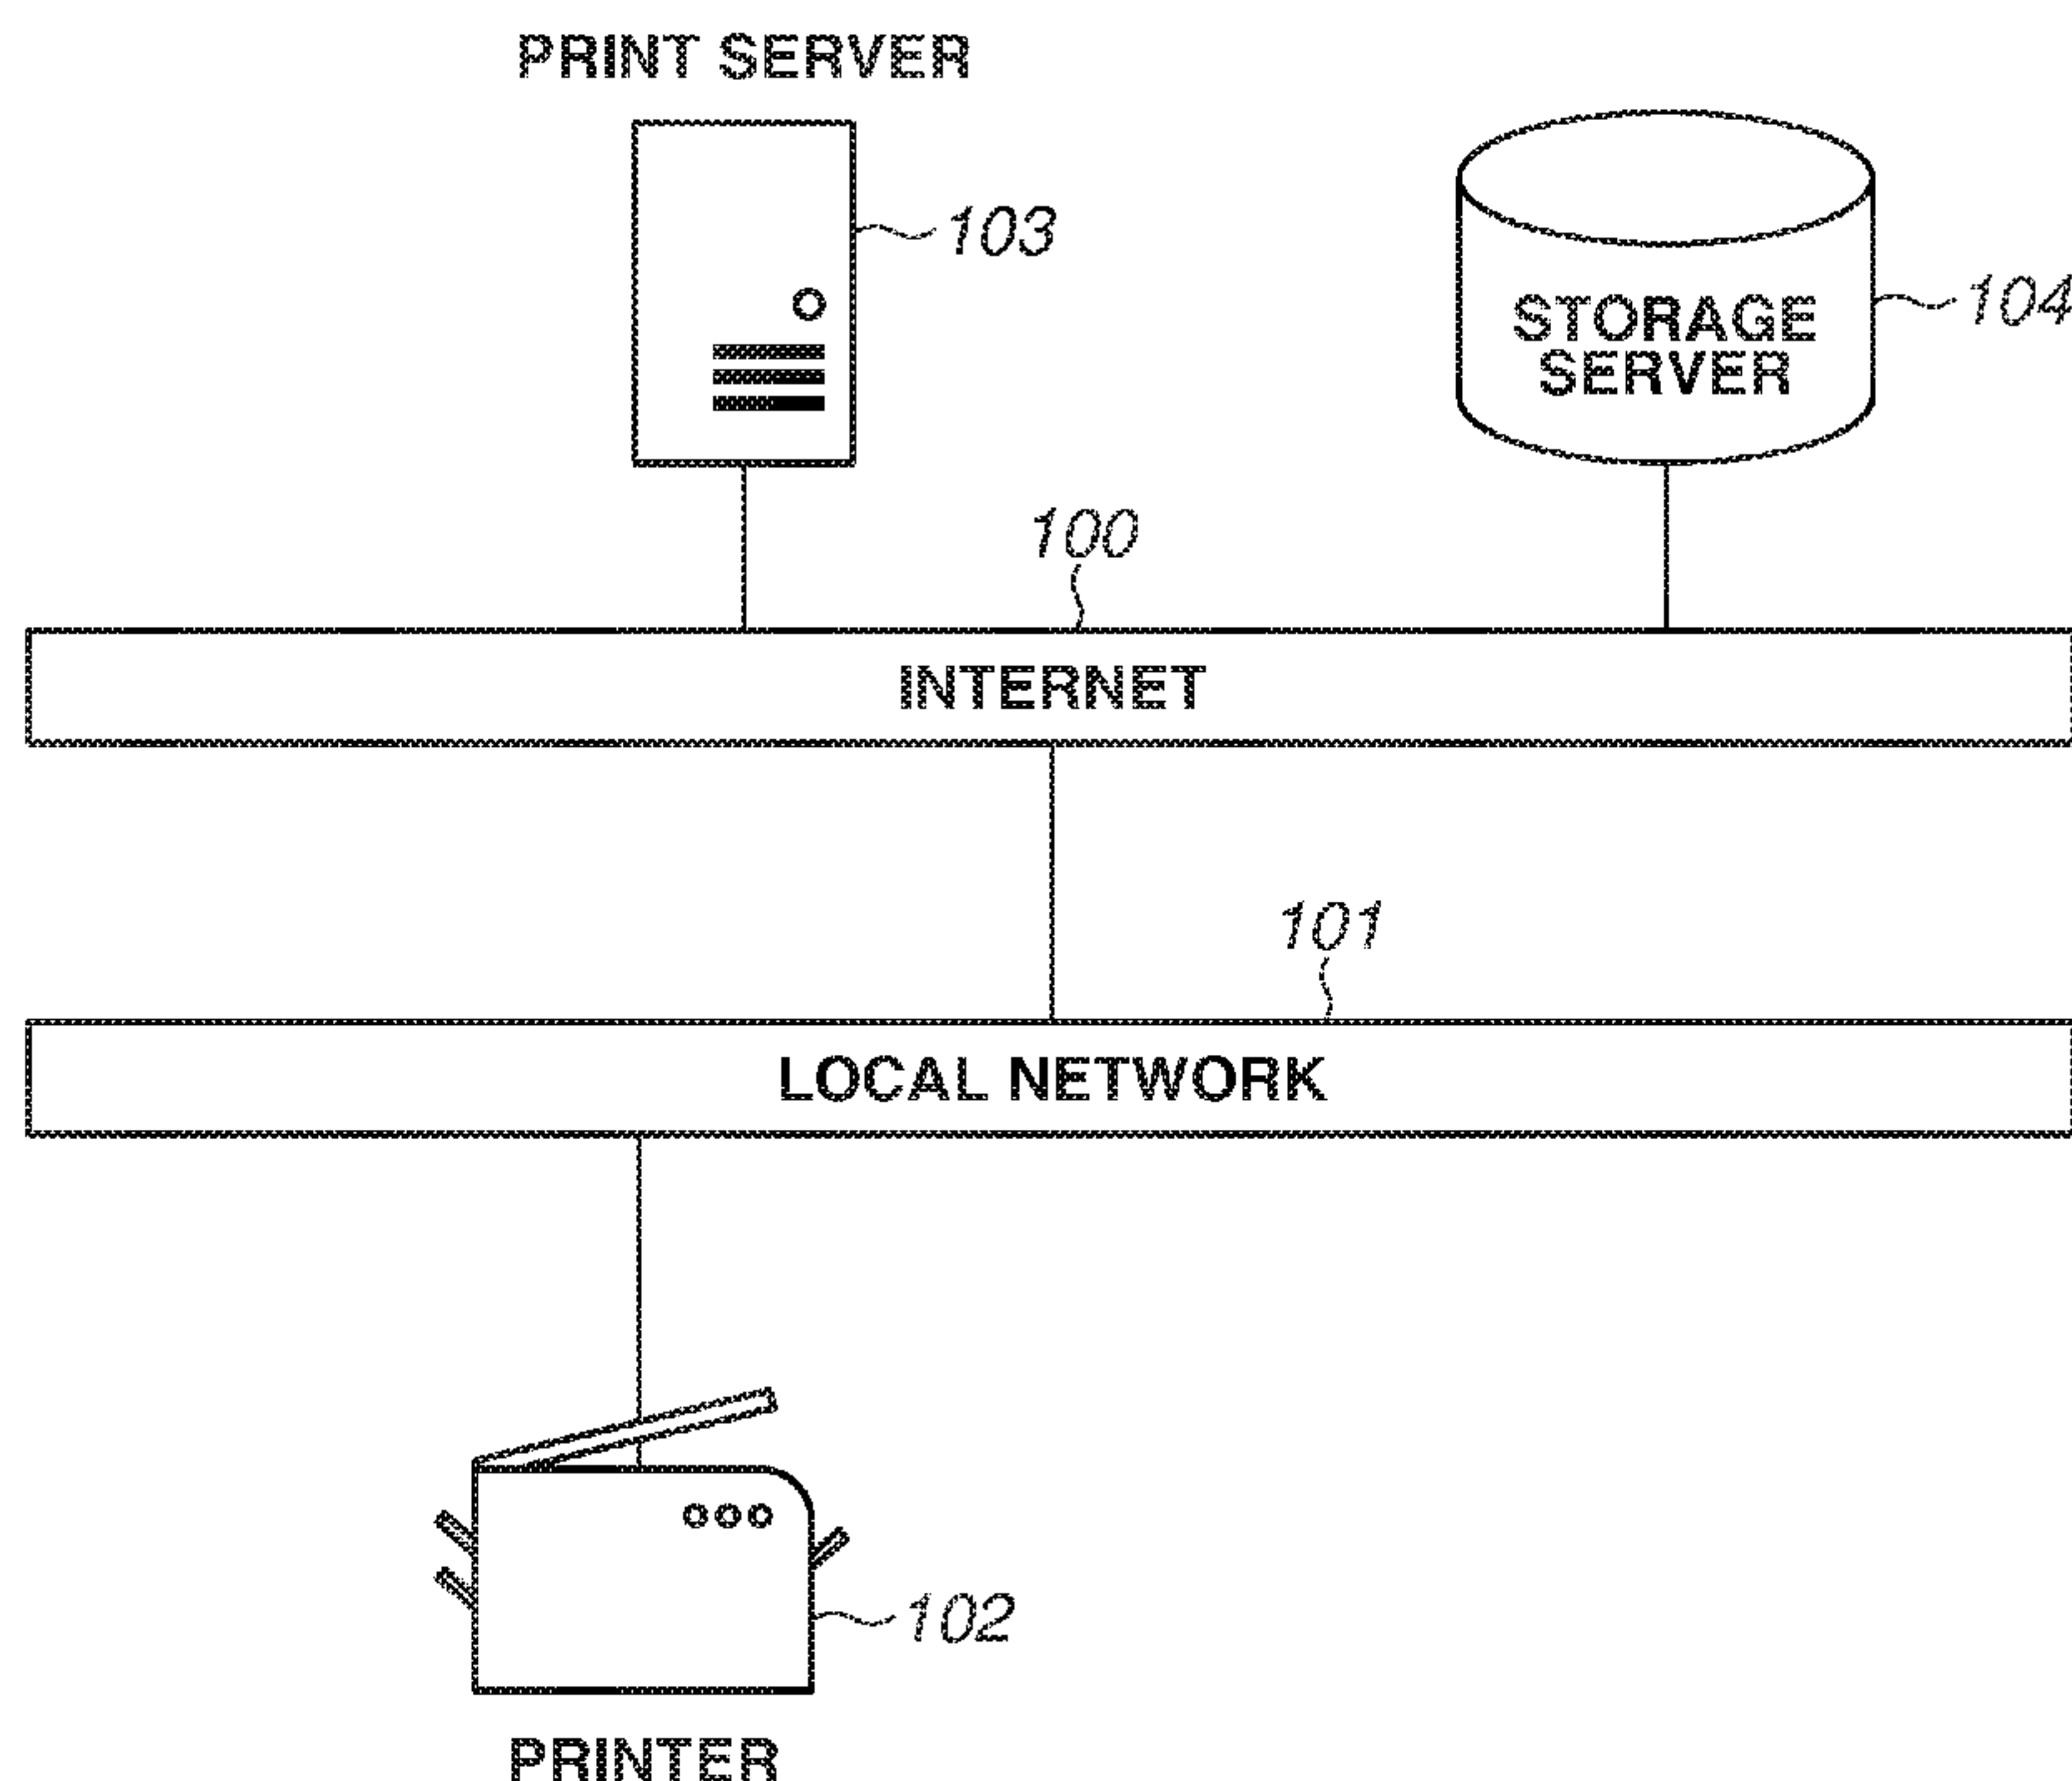 PRINT SERVER
103
STORAGE
SERVER
104
100
INTERNET
101
LOCAL NETWORK
102
PRINTER